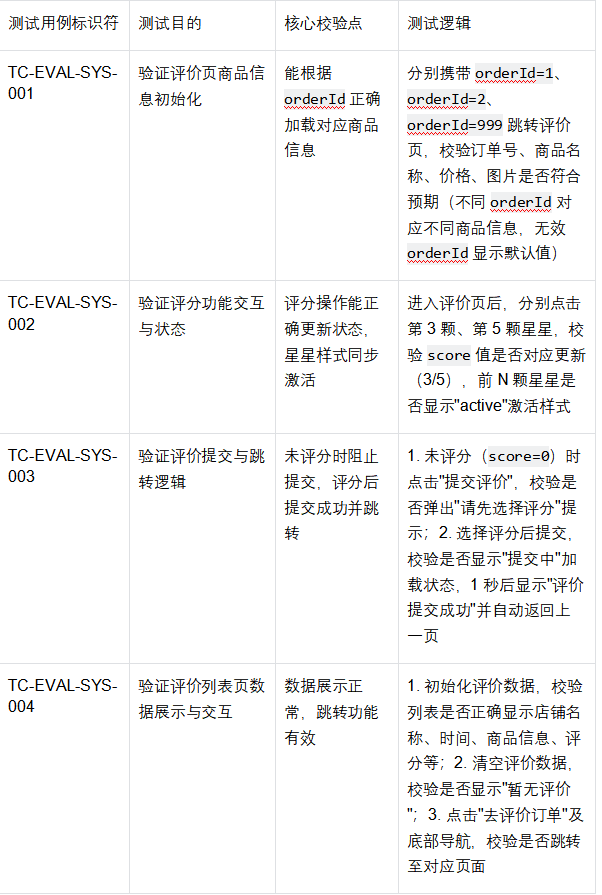 测试用例标识符
测试目的
核心校验点
测试逻辑
TC-EVAL-SYS-
001
验证评价页商品信
息初始化
能根据
orderId 正确
加载对应商品
信息
分别携带 orderId=1、
orderId=2、
orderId=999 跳转评价
页，校验订单号、商品名
称、价格、图片是否符合
预期（不同 orderId 对
应不同商品信息，无效
orderId 显示默认值）
TC-EVAL-SYS-
002
验证评分功能交互
与状态
评分操作能正
确更新状态，
星星样式同步
激活
进入评价页后，分别点击
第 3 颗、第 5 颗星星，校
验 score 值是否对应更新
（3/5），前 N 颗星星是
否显示"active"激活样式
TC-EVAL-SYS-
003
验证评价提交与跳
转逻辑
未评分时阻止
提交，评分后
提交成功并跳
转
1. 未评分（score=0）时
点击"提交评价"，校验是
否弹出"请先选择评分"提
示；2. 选择评分后提交，
校验是否显示"提交中"加
载状态，1 秒后显示"评价
提交成功"并自动返回上
一页
TC-EVAL-SYS-
004
验证评价列表页数
据展示与交互
数据展示正
常，跳转功能
有效
1. 初始化评价数据，校验
列表是否正确显示店铺名
称、时间、商品信息、评
分等；2. 清空评价数据，
校验是否显示"暂无评价
"；3. 点击"去评价订单"及
底部导航，校验是否跳转
至对应页面